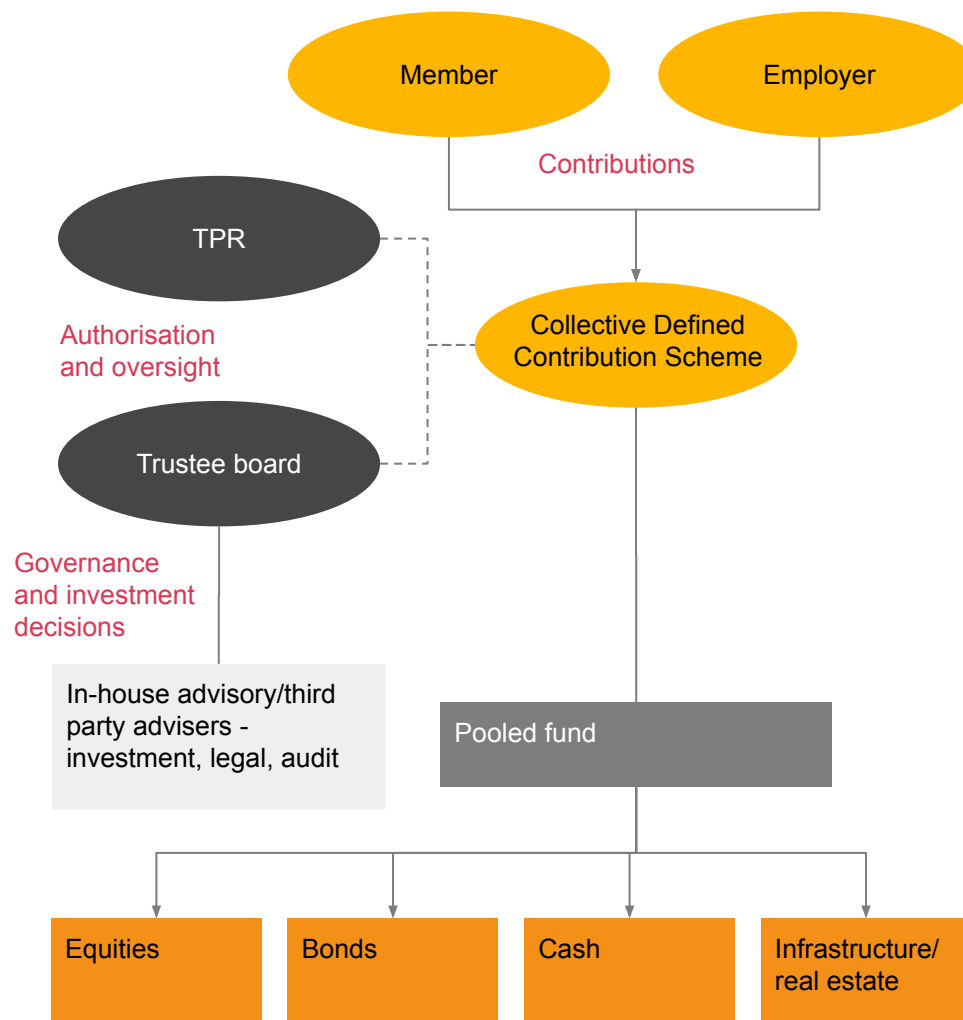 Member
Employer
Contributions
TPR
Collective Defined
Contribution Scheme
Authorisation
and oversight
Trustee board
Governance
and investment
decisions
In-house advisory/third
party advisers -
investment, legal, audit
Pooled fund
Equities
Bonds
Cash
Infrastructure/
real estate